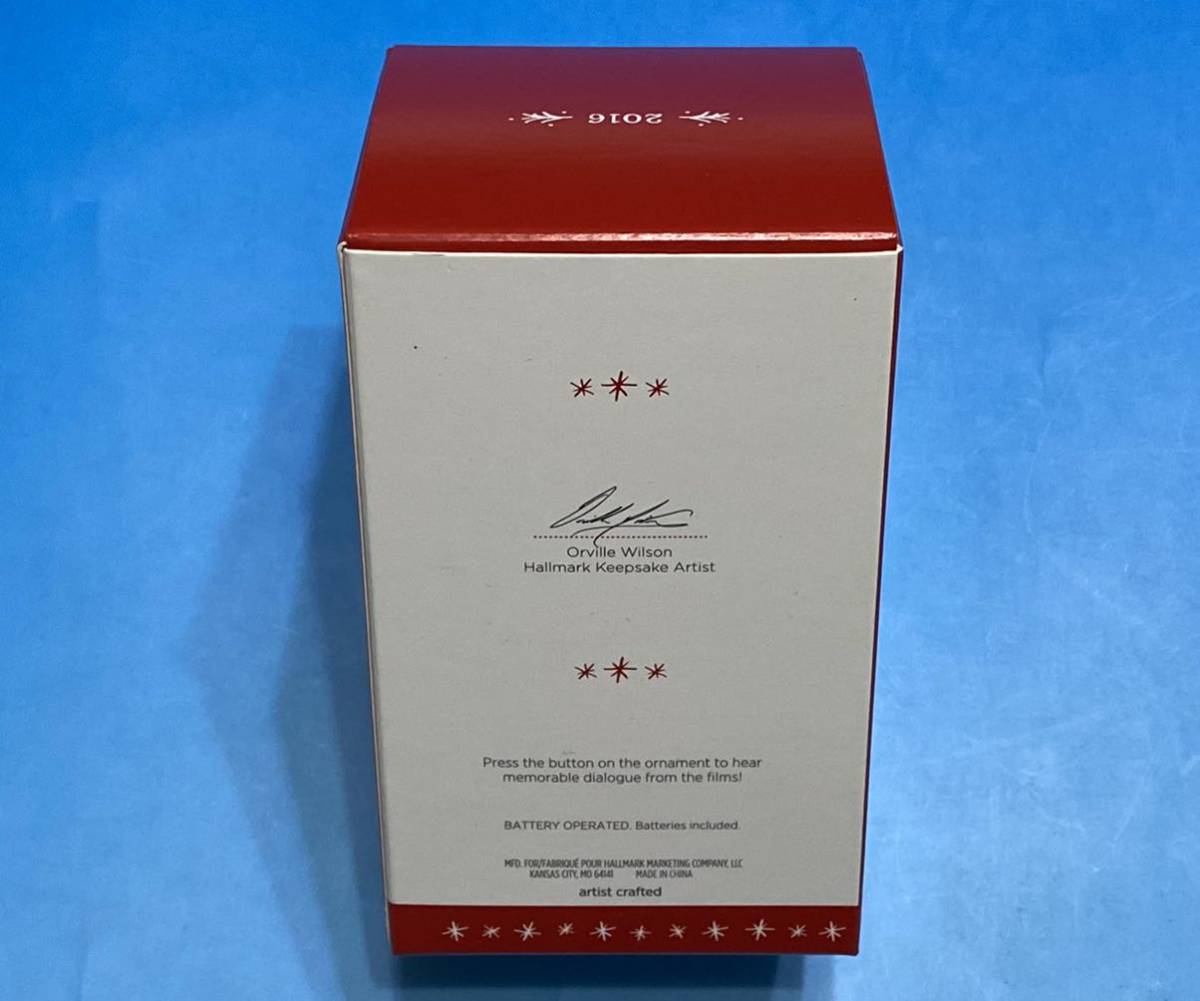 2016
Orville Wilson
Orville Wilson
Hallmark Keepsake Artist
Press the button on the ornament to hear
memorable dialogue from the films!
BATTERY OPERATED. Batteries included.
MFD. FOR/FABRIQUÉ POUR HALLMARK MARKETING COMPANY, LLC
KANSAS CITY, MO 64141 MADE IN CHINA
artist crafted